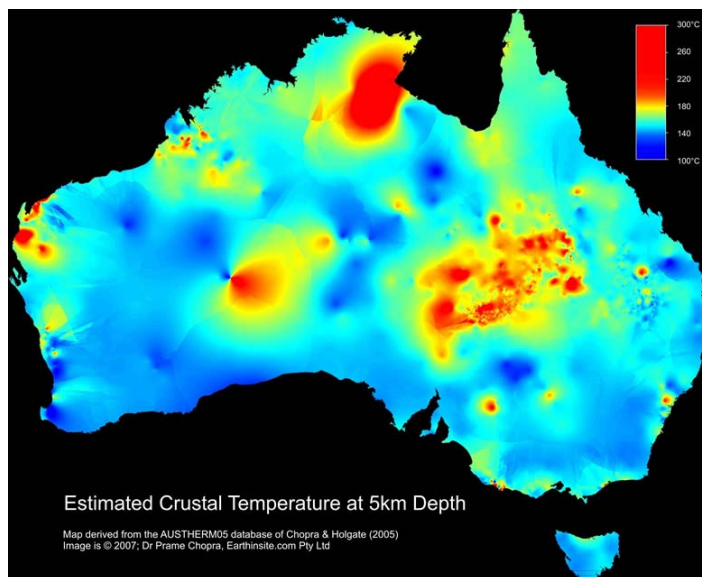 300°C
260
220
180
140
100°C
Estimated Crustal Temperature at 5km Depth
Map derived from the AUSTHERM05 database of Chopra & Holgate (2005)
Image is © 2007; Dr Prame Chopra, Earthinsite.com Pty Ltd